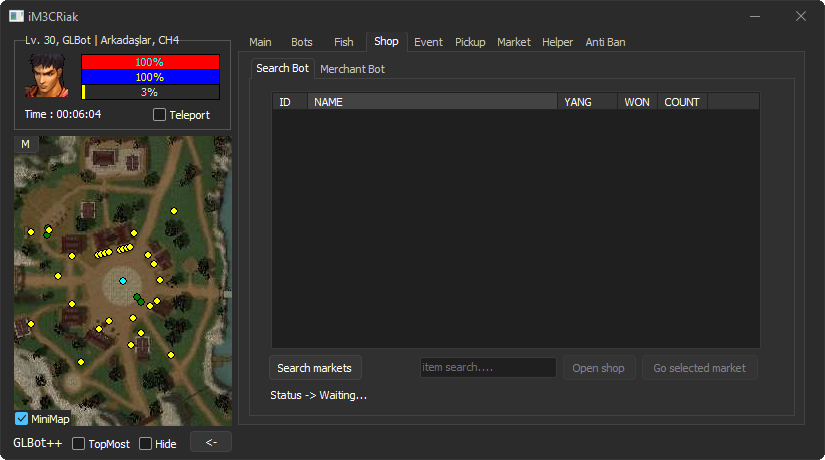 iM3CRiak
Lv. 30, GLBot | Arkadaşlar, CH4
100%
100%
3%
Time : 00:06:04
Teleport
M
MiniMap
GLBot++
TopMost
Hide
<-
Main Bots Fish Shop Event Pickup Market Helper Anti Ban
Search Bot Merchant Bot
ID NAME YANG WON COUNT
Search markets
item search....
Open shop
Go selected market
Status -> Waiting...